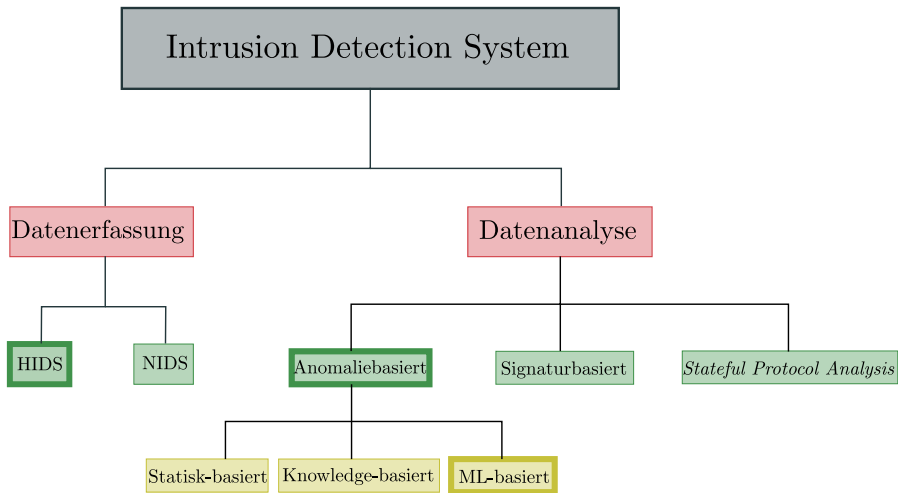 Intrusion Detection System
Datenerfassung
Datenanalyse
HIDS
NIDS
Anomaliebasiert
Signaturbasiert
Stateful Protocol Analysis
Statisk-basiert
Knowledge-basiert
ML-basiert